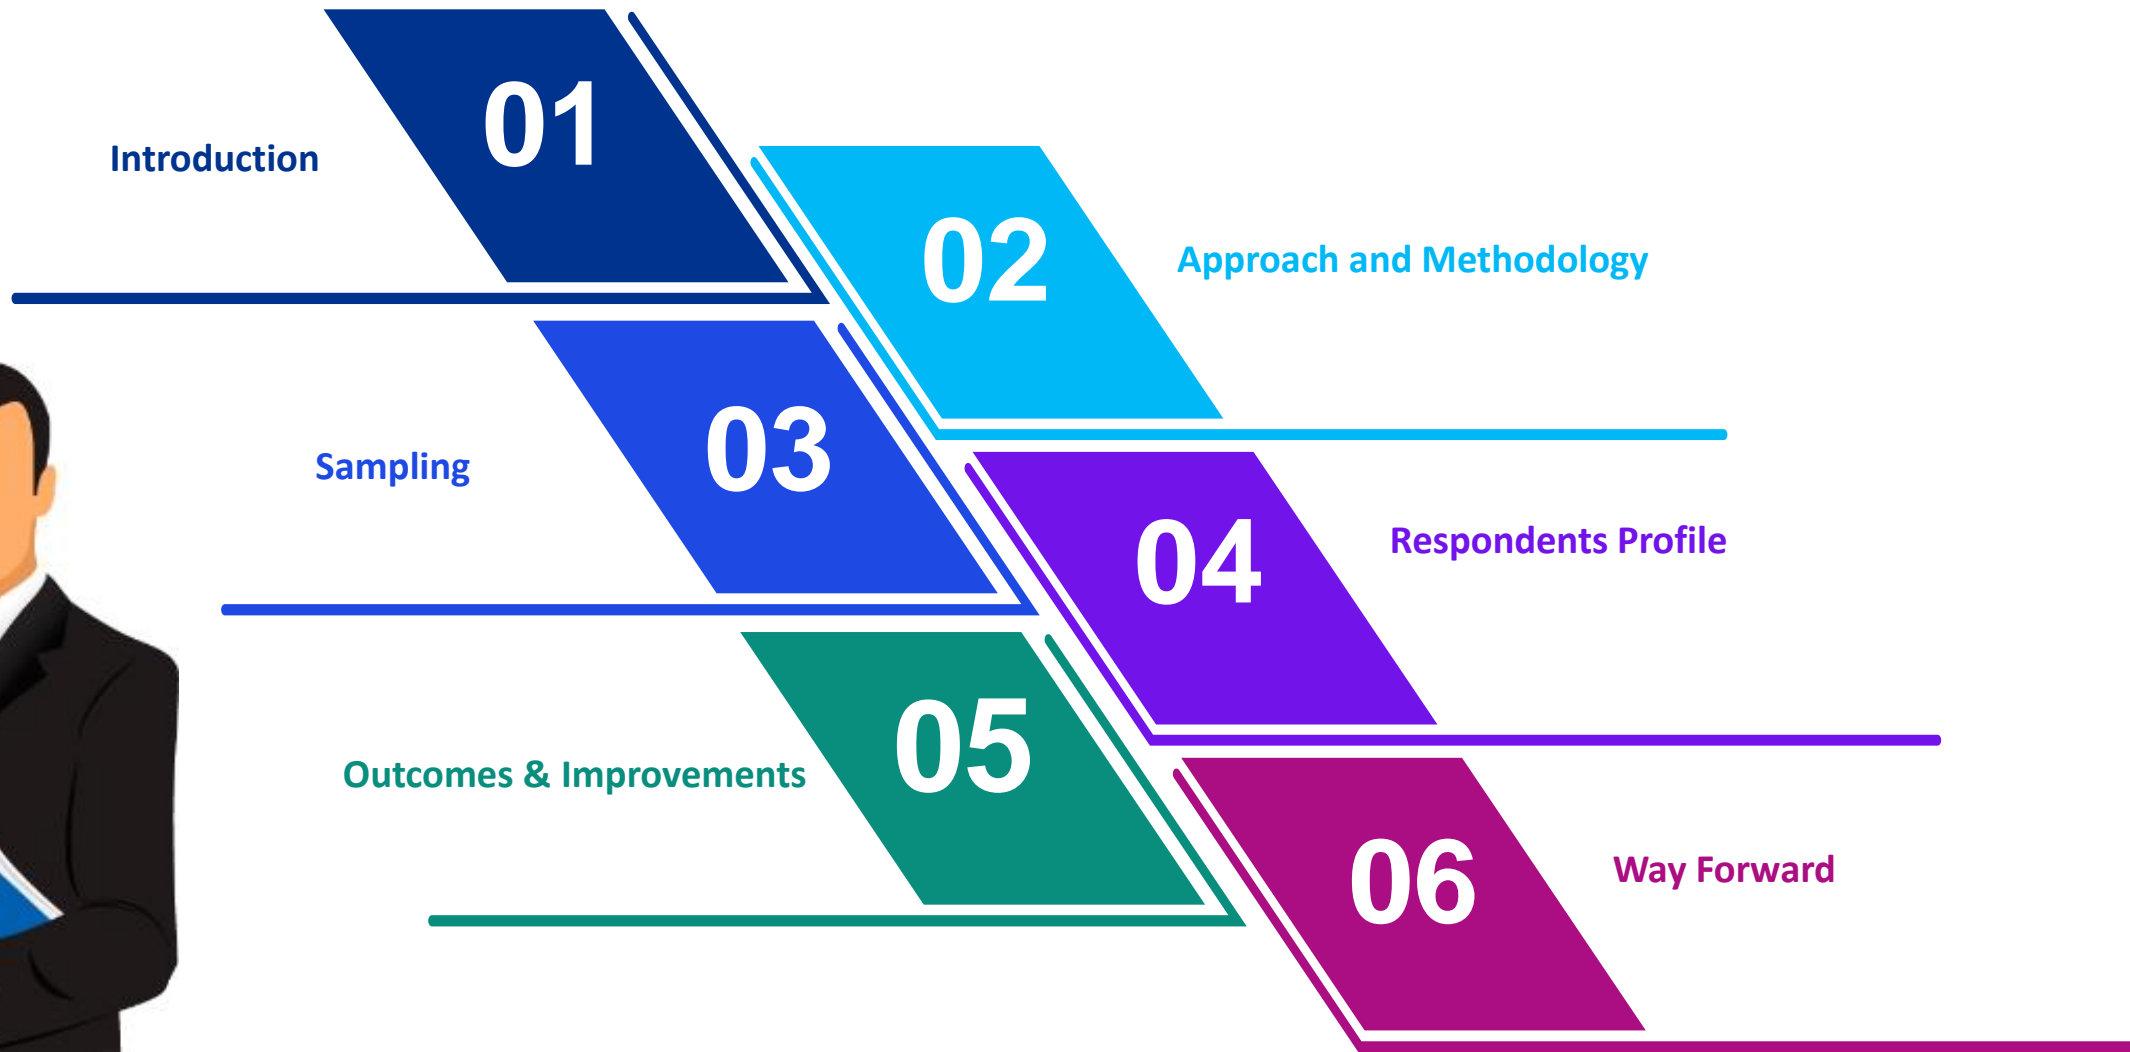 01
Introduction
02
Approach and Methodology
03
Sampling
04
Respondents Profile
05
Outcomes & Improvements
06
Way Forward